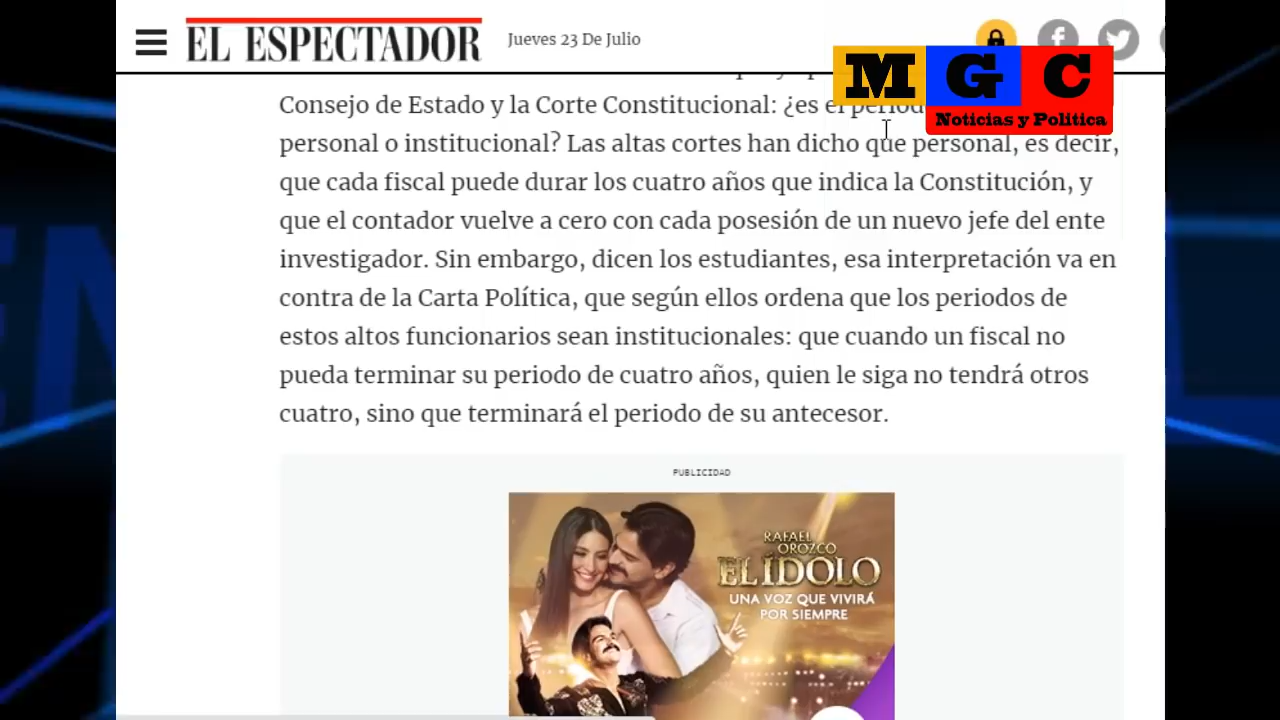 EL ESPECTADOR
Jueves 23 De Julio
M G C
Noticias y Politica
Consejo de Estado y la Corte Constitucional: ¿es el
personal o institucional? Las altas cortes han dicho que personal, es decir,
que cada fiscal puede durar los cuatro años que indica la Constitución, y
que el contador vuelve a cero con cada posesión de un nuevo jefe del ente
investigador. Sin embargo, dicen los estudiantes, esa interpretación va en
contra de la Carta Política, que según ellos ordena que los periodos de
estos altos funcionarios sean institucionales: que cuando un fiscal no
pueda terminar su periodo de cuatro años, quien le siga no tendrá otros
cuatro, sino que terminará el periodo de su antecesor.
PUBLICIDAD
RAFAEL
OROZCO
EL ÍDOLO
UNA VOZ QUE VIVIRÁ
POR SIEMPRE